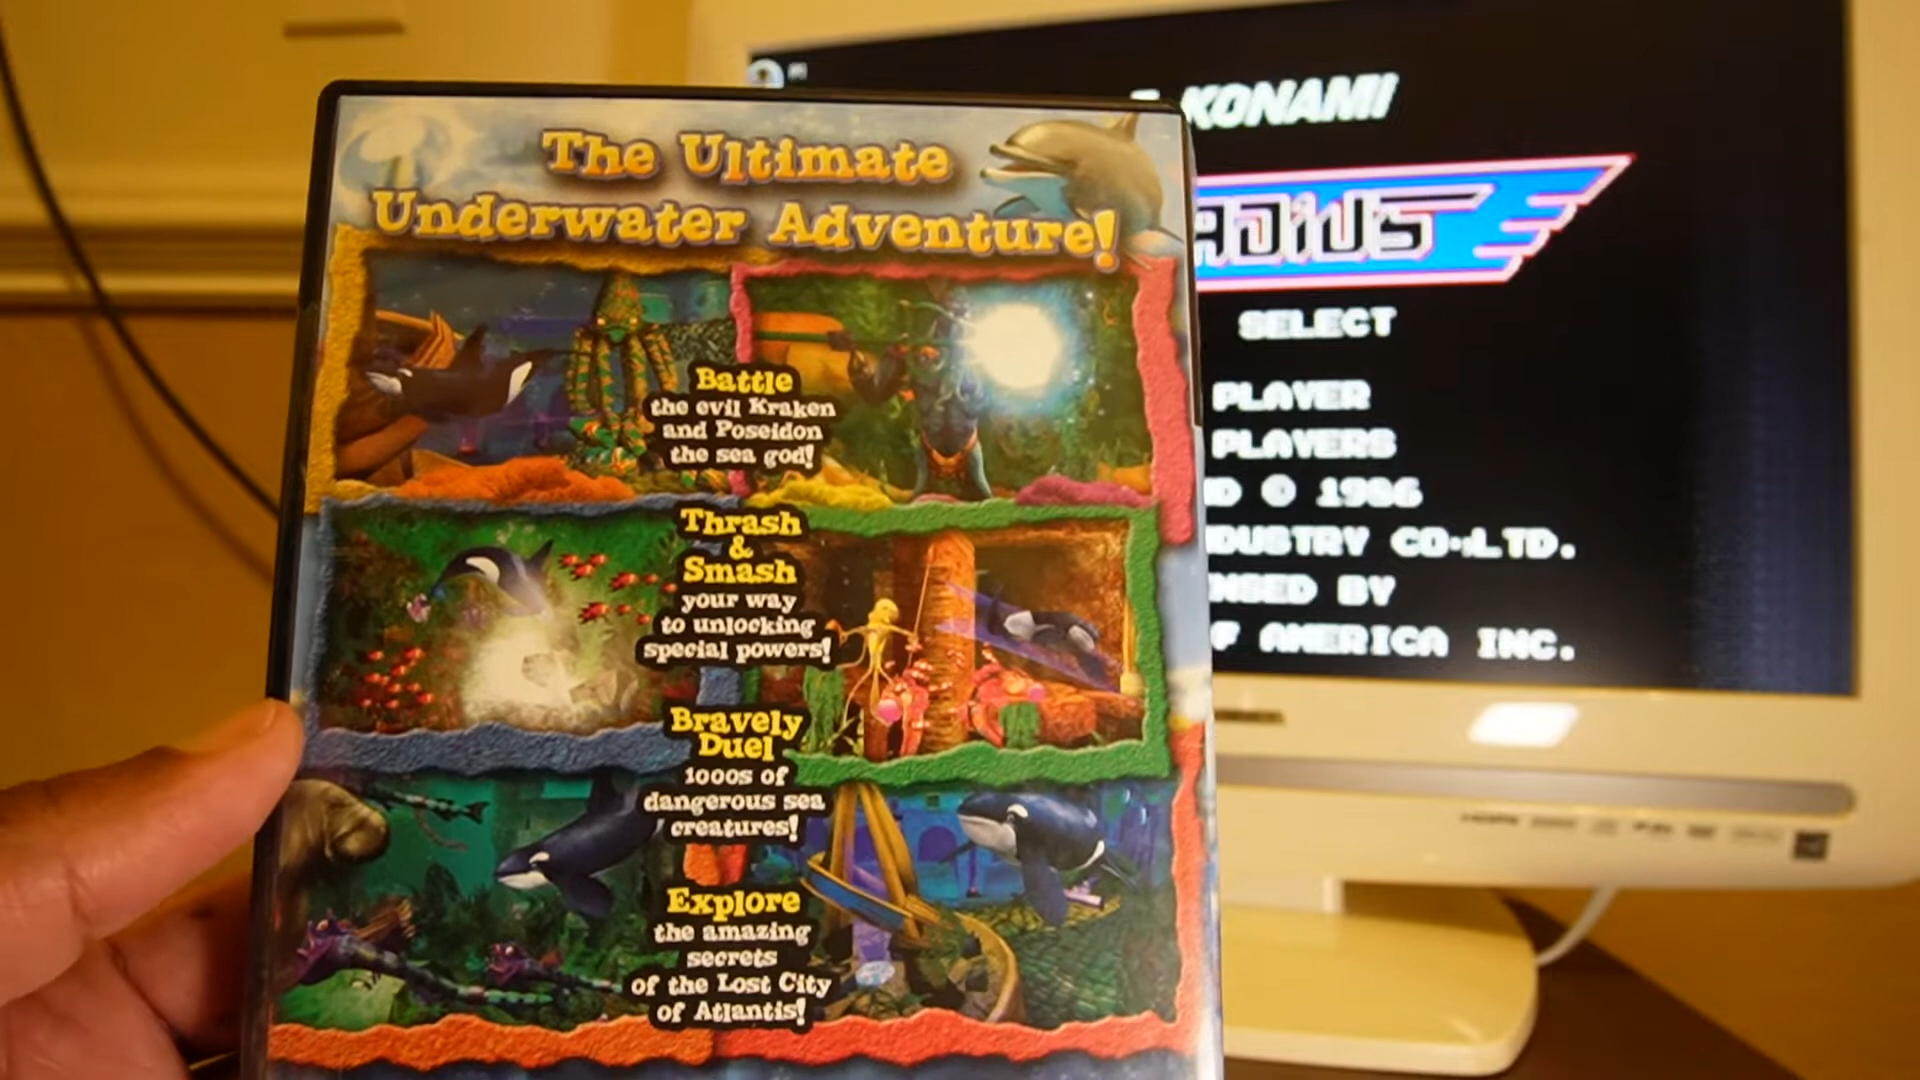 The Ultimate
Underwater Adventure!
Battle
the evil Kraken
and Poseidon
the sea god!
Thrash
&
Smash
your way
to unlocking
special powers!
Bravely
Duel
1000s of
dangerous sea
creatures!
Explore
the amazing
secrets
of the Lost City
of Atlantis!
KONAMI
ADIUS
SELECT
PLAYER
PLAYERS
© 1986
DUSTRY CO.,LTD.
NSED BY
F AMERICA INC.